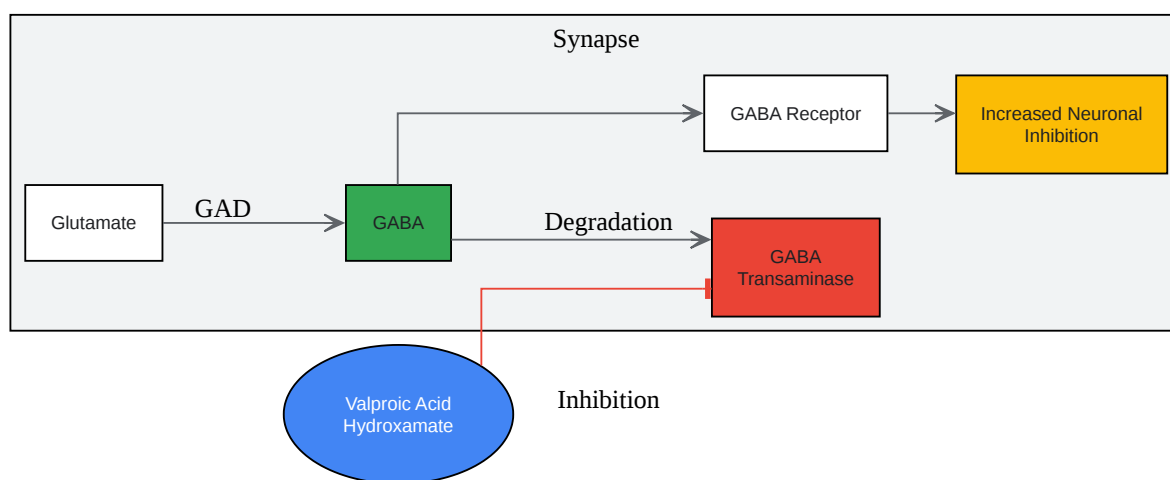 Synapse
GABA Receptor
Increased Neuronal
Inhibition
Glutamate
GAD
GABA
Degradation
GABA
Transaminase
Valproic Acid
Hydroxamate
Inhibition